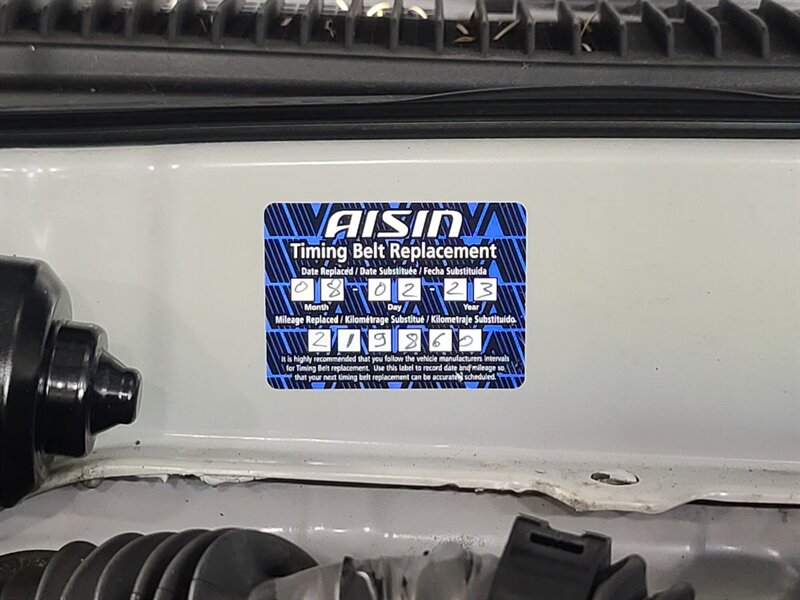 AISIN
Timing Belt Replacement
Date Replaced / Date Substituée / Fecha Substituida
08-02-23
Month Day Year
Mileage Replaced / Kilométrage Substitué / Kilometraje Substituido
219860
It is highly recommended that you follow the vehicle manufacturers intervals
for Timing Belt replacement. Use this label to record date and mileage so
that your next timing belt replacement can be accurately scheduled.